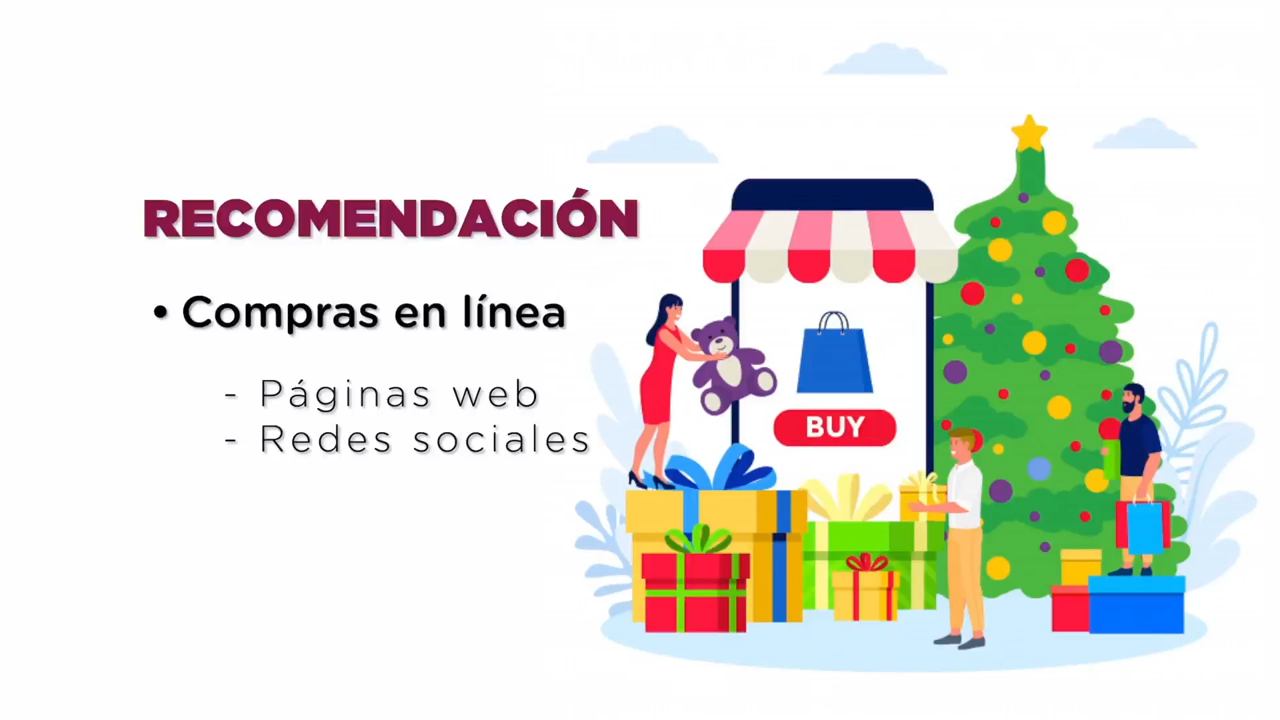 RECOMENDACIÓN
• Compras en línea
- Páginas web
- Redes sociales
BUY